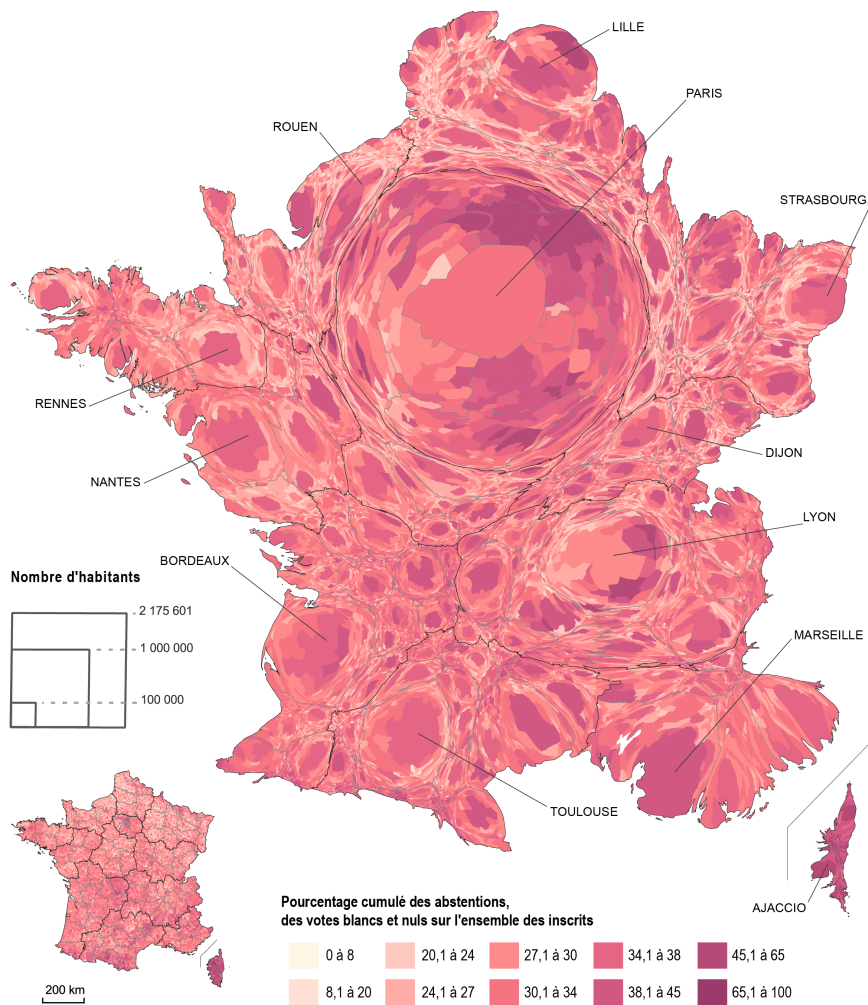 LILLE
PARIS
ROUEN
STRASBOURG
RENNES
DIJON
NANTES
LYON
BORDEAUX
Nombre d'habitants
2 175 601
1 000 000
100 000
MARSEILLE
TOULOUSE
AJACCIO
200 km
Pourcentage cumulé des abstentions,
des votes blancs et nuls sur l'ensemble des inscrits
0 à 8
20,1 à 24
27,1 à 30
34,1 à 38
45,1 à 65
8,1 à 20
24,1 à 27
30,1 à 34
38,1 à 45
65,1 à 100